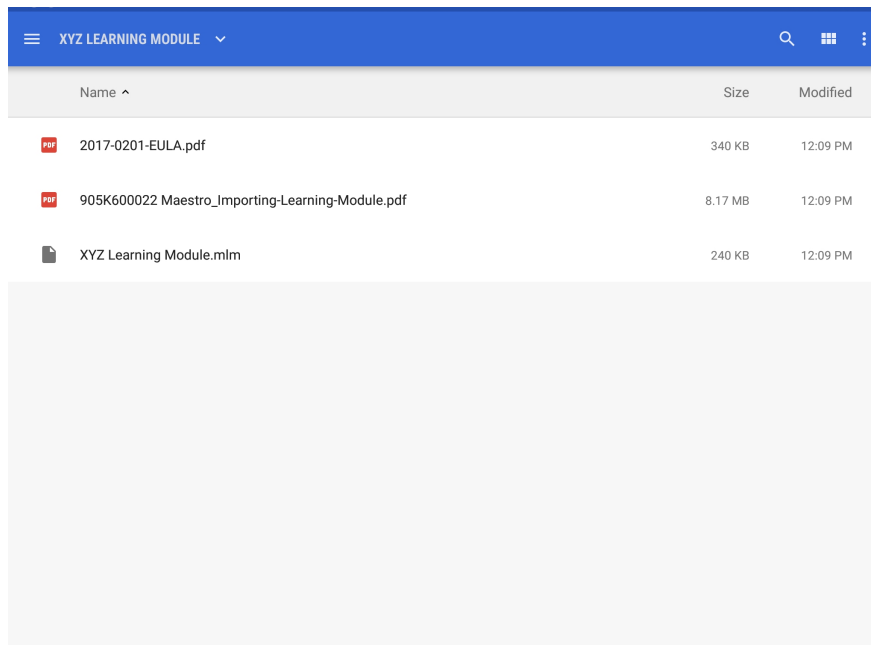 XYZ LEARNING MODULE
Name Size Modified
PDF 2017-0201-EULA.pdf 340 KB 12:09 PM
PDF 905K600022 Maestro_Importing-Learning-Module.pdf 8.17 MB 12:09 PM
XYZ Learning Module.mlm 240 KB 12:09 PM